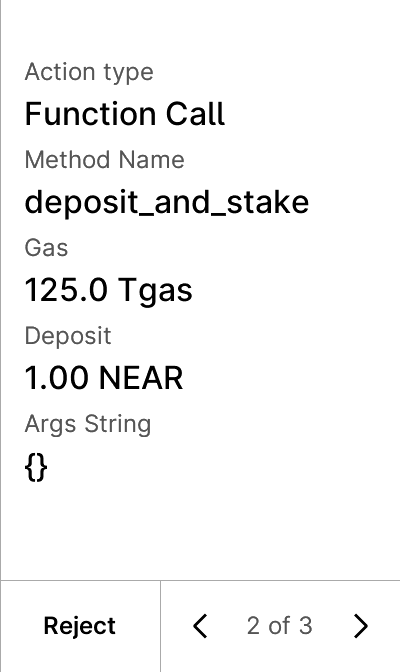 Action type
Function Call
Method Name
deposit_and_stake
Gas
125.0 Tgas
Deposit
1.00 NEAR
Args String
{}
Reject
2 of 3